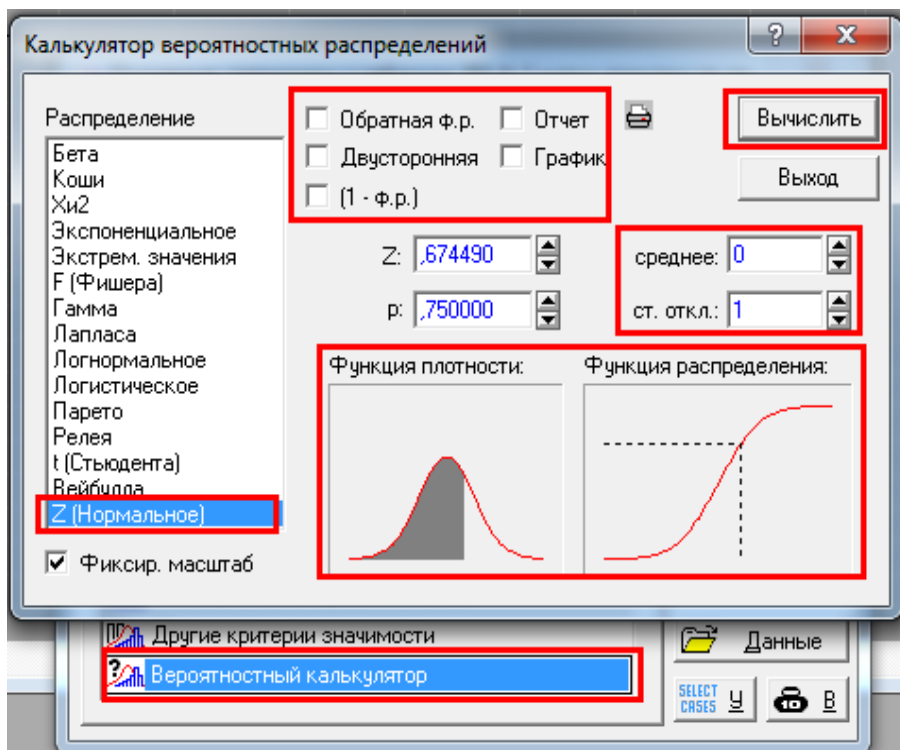 Калькулятор вероятностных распределений
?
X
Распределение
Бета
Коши
Хи2
Экспоненциальное
Экстрем. значения
F (Фишера)
Гамма
Лапласа
Логнормальное
Логистическое
Парето
Релея
t (Стьюдента)
Вейбулла
Z (Нормальное)
Фиксир. масштаб
Обратная ф.р.
Отчет
Двусторонняя
График
(1 - ф.р.)
Вычислить
Выход
Z: ,674490
среднее: 0
p: ,750000
ст. откл.: 1
Функция плотности:
Функция распределения:
Другие критерии значимости
Вероятностный калькулятор
Данные
SELECT
CASES
У
В